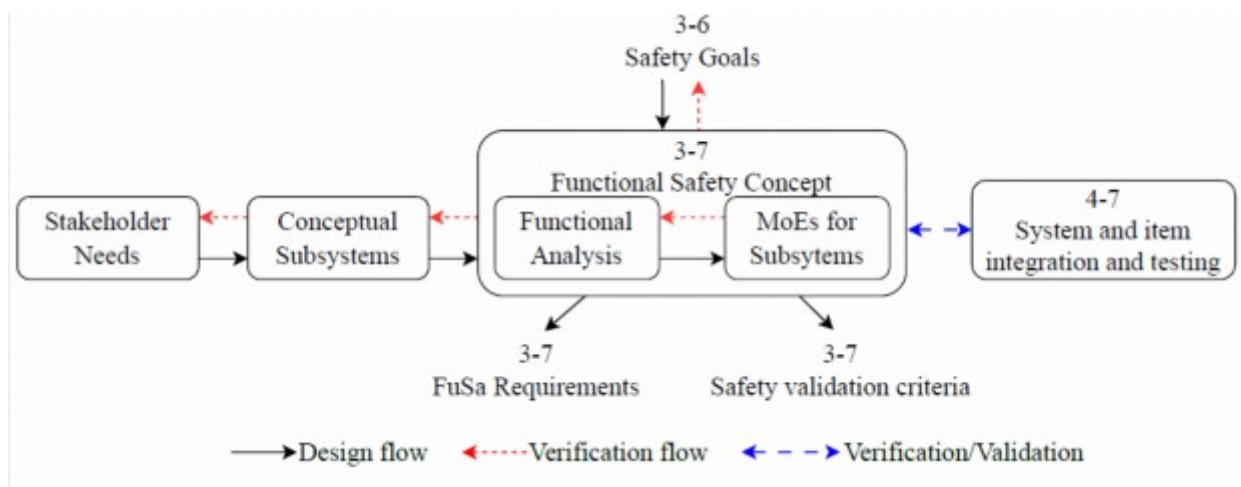 3-6
Safety Goals
3-7
Functional Safety Concept
Stakeholder
Needs
Conceptual
Subsystems
Functional
Analysis
MoEs for
Subsytems
4-7
System and item
integration and testing
3-7
FuSa Requirements
3-7
Safety validation criteria
Design flow
Verification flow
Verification/Validation